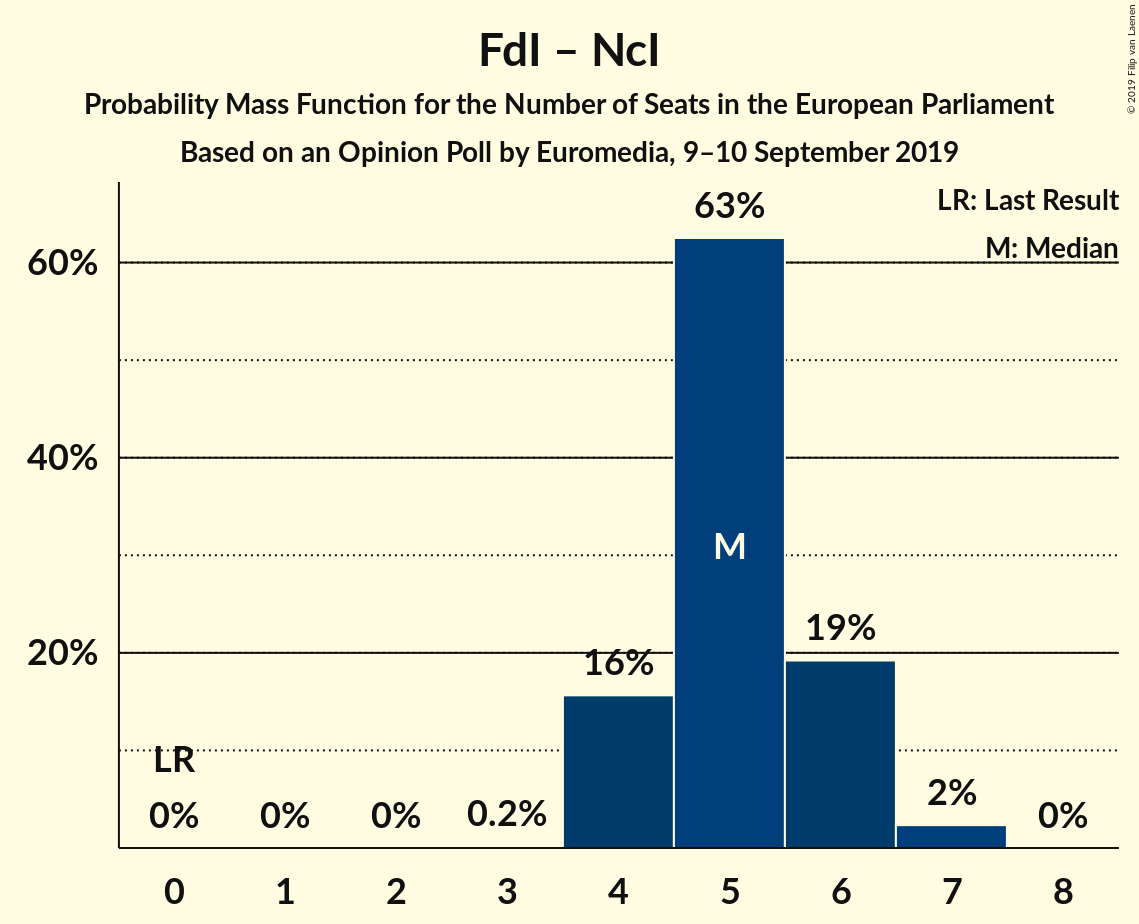 FdI – NcI
Probability Mass Function for the Number of Seats in the European Parliament
Based on an Opinion Poll by Euromedia, 9–10 September 2019
© 2019 Filip van Laenen
LR: Last Result
M: Median
60%
40%
20%
63%
M
19%
16%
LR
2%
0%
0%
0%
0.2%
0%
0
1
2
3
4
5
6
7
8